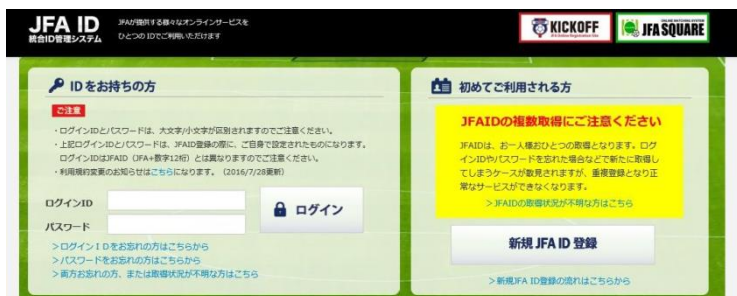 JFA ID
統合ID管理システム
JFAが提供する様々なオンラインサービスを
ひとつの IDでご利用いただけます
KICKOFF
JFA SQUARE
IDをお持ちの方
ご注意
・ログインIDとパスワードは、大文字/小文字が区別されますのでご注意ください。
・上記ログインIDとパスワードは、JFAID登録の際に、ご自身で設定されたものになります。
ログインIDはJFAID（JFA+数字12桁）とは異なりますのでご注意ください。
・利用規約変更のお知らせはこちらになります。（2016/7/28更新）
ログインID
パスワード
ログイン
>ログインＩＤをお忘れの方はこちらから
>パスワードをお忘れの方はこちらから
>両方お忘れの方、または取得状況が不明な方はこちら
初めてご利用される方
JFAIDの複数取得にご注意ください
JFAIDは、お一人様おひとつの取得となります。ログ
インIDやパスワードを忘れた場合などで新たに取得し
てしまうケースが散見されますが、重複登録となり正
常なサービスができなくなります。
>JFAIDの取得状況が不明な方はこちら
新規 JFA ID 登録
>新規JFA ID登録の流れはこちらから